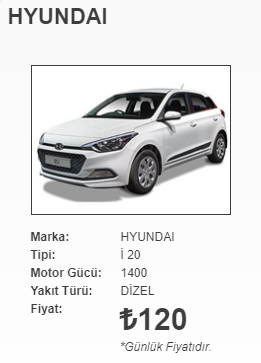 HYUNDAI
Marka: HYUNDAI
Tipi: İ 20
Motor Gücü: 1400
Yakıt Türü: DİZEL
Fiyat: ₺120
*Günlük Fiyatıdır.